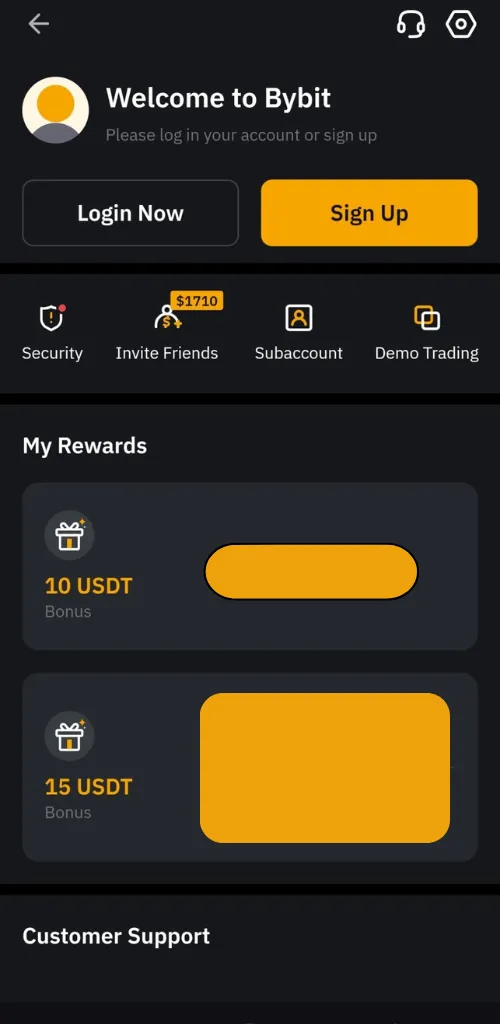 Welcome to Bybit
Please log in your account or sign up
Login Now
Sign Up
$1710
Security
Invite Friends
Subaccount
Demo Trading
My Rewards
10 USDT
Bonus
15 USDT
Bonus
Customer Support